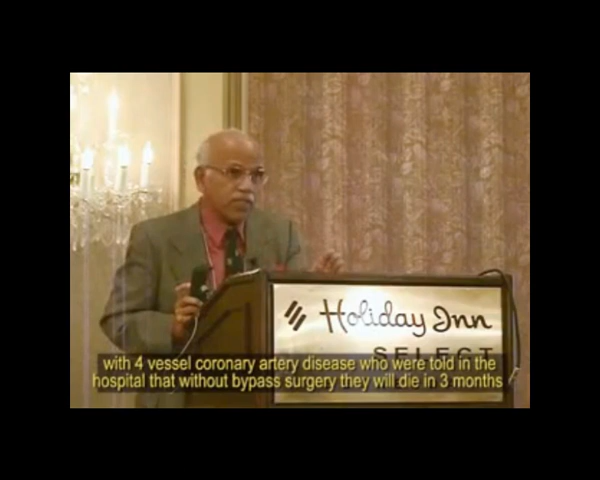 Holiday Inn
SELECT
with 4 vessel coronary artery disease who were told in the
hospital that without bypass surgery they will die in 3 months